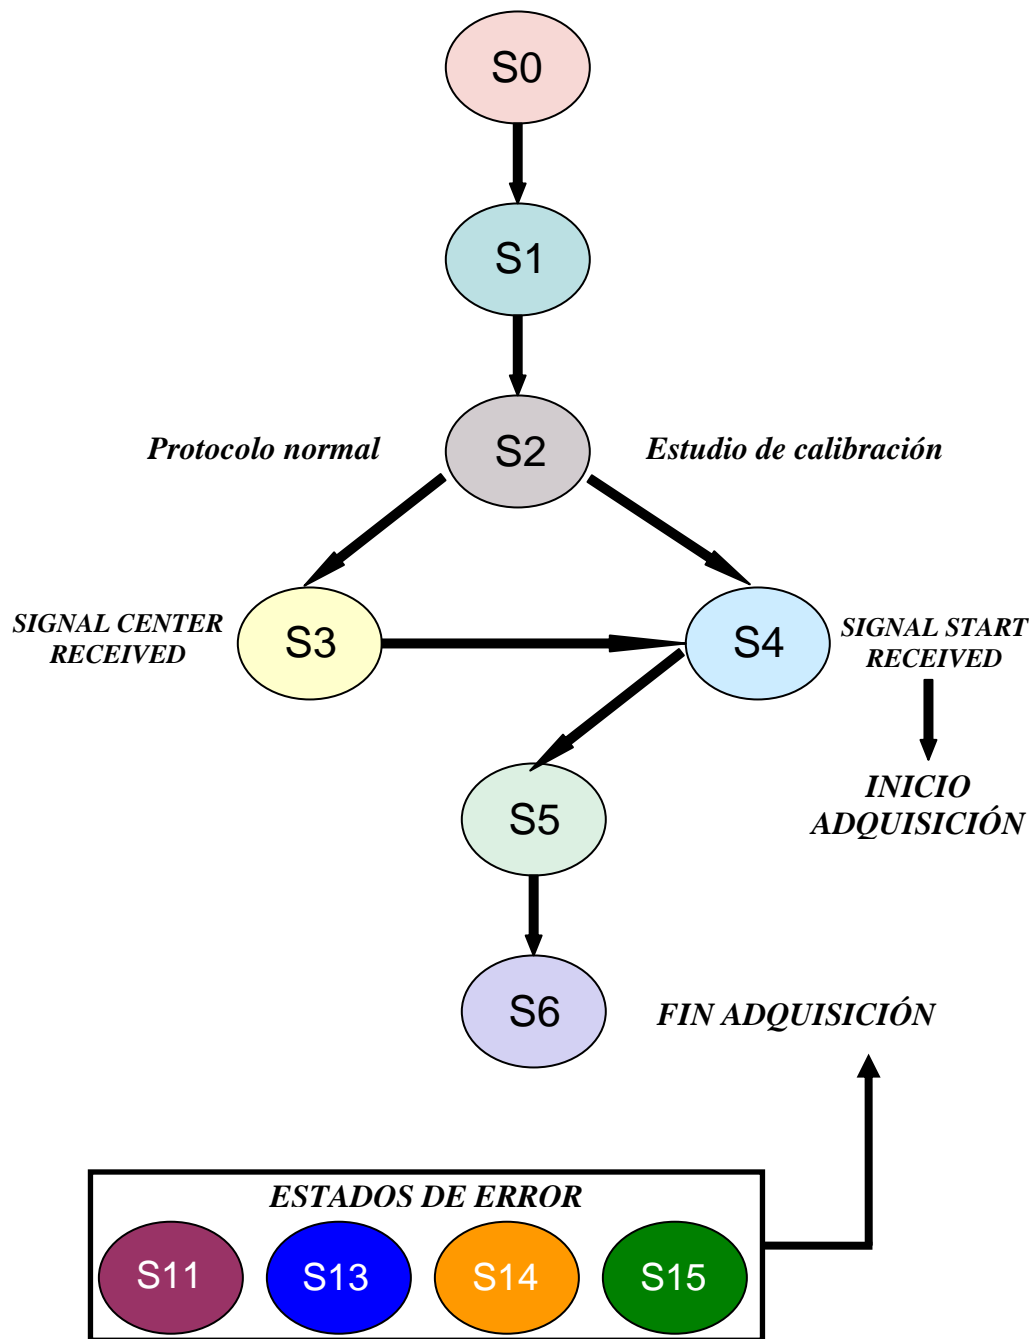 S0
S1
Protocolo normal
S2
Estudio de calibración
SIGNAL CENTER
RECEIVED
S3
S4
SIGNAL START
RECEIVED
INICIO
ADQUISICIÓN
S5
S6
FIN ADQUISICIÓN
ESTADOS DE ERROR
S11
S13
S14
S15